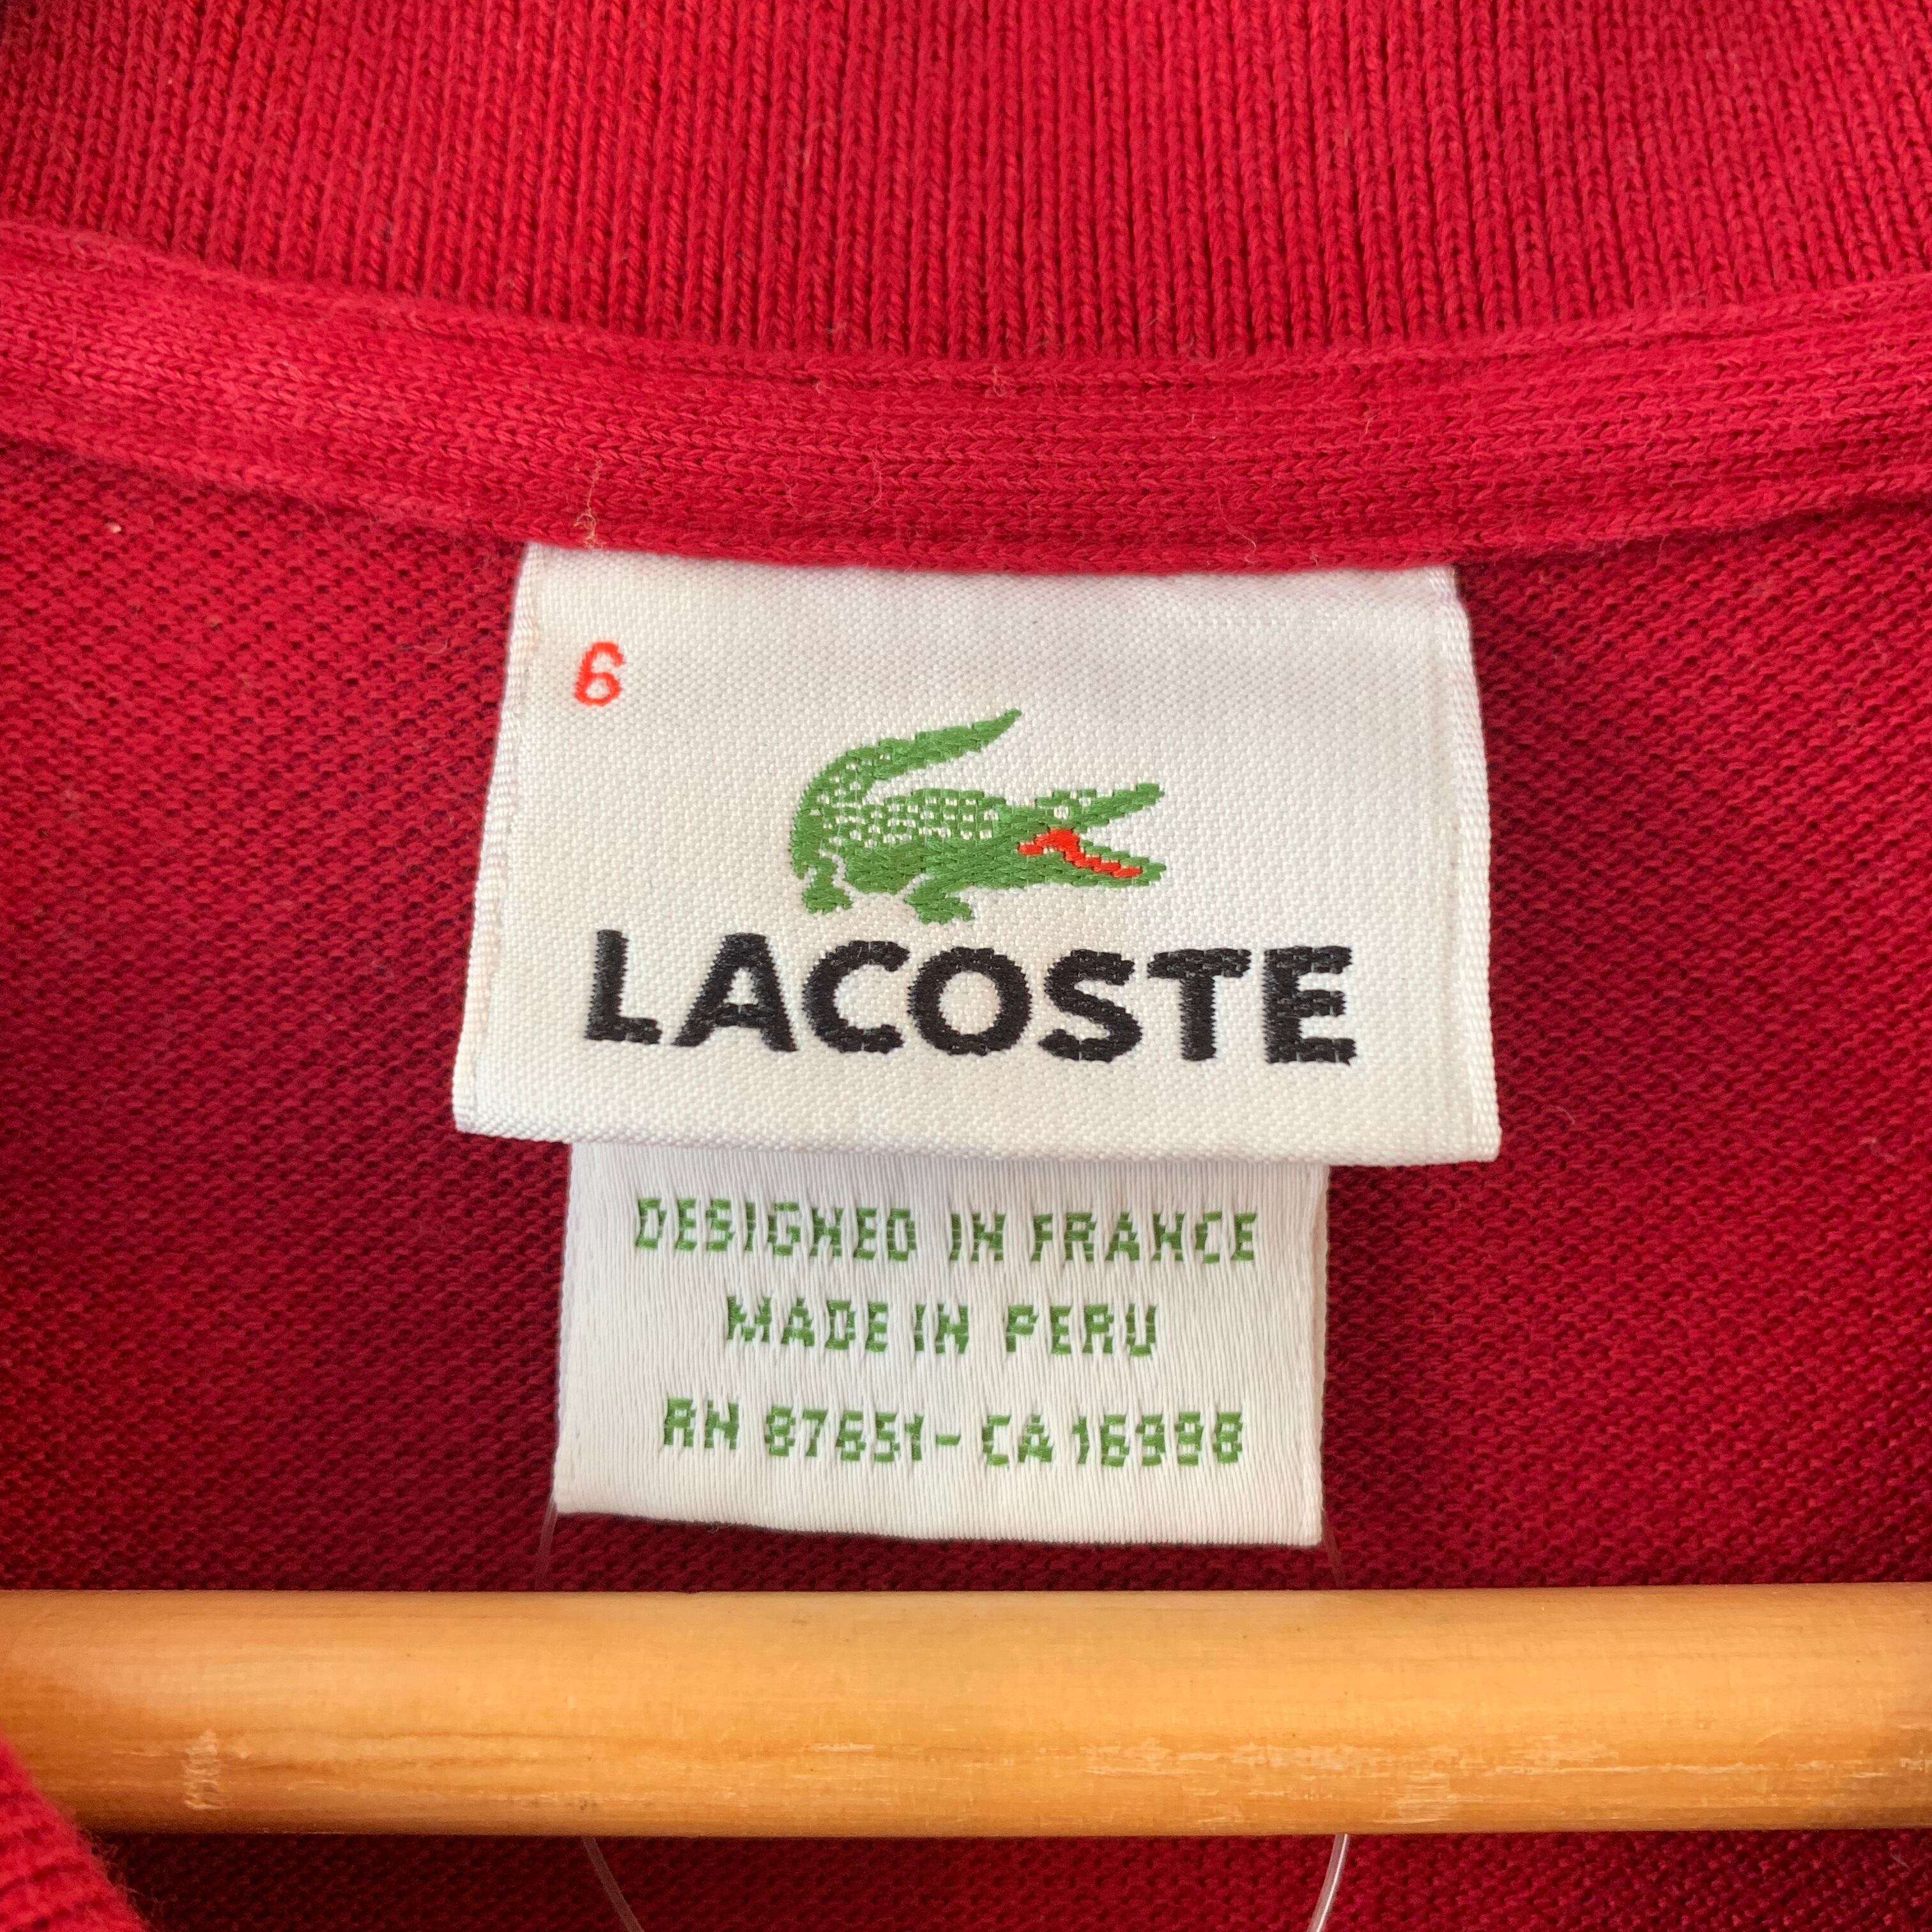 6
LACOSTE
DESIGNED IN FRANCE
MADE IN PERU
RN 87651 - CA 16998